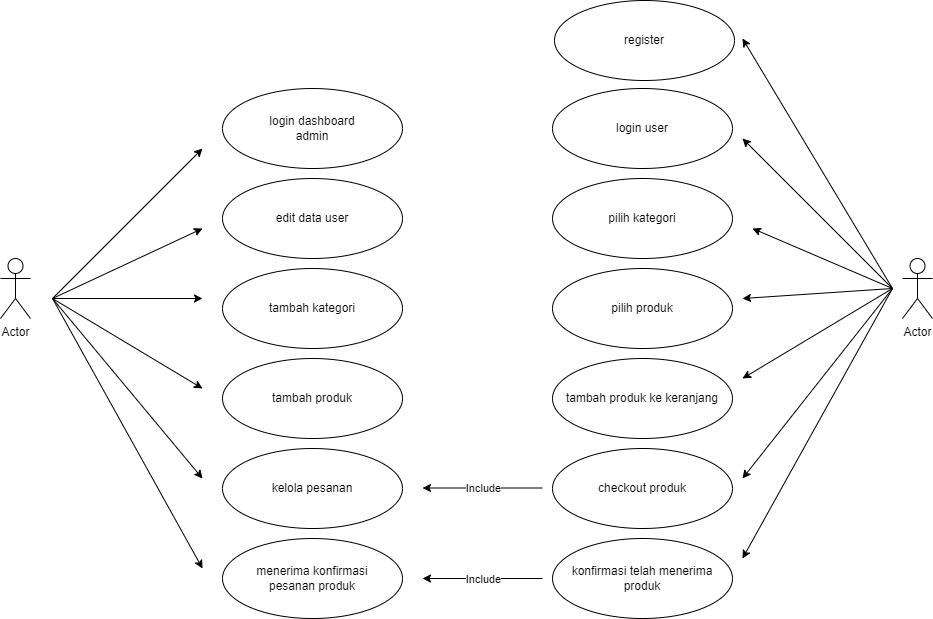 register
login dashboard
admin
login user
edit data user
pilih kategori
Actor
tambah kategori
pilih produk
Actor
tambah produk
tambah produk ke keranjang
kelola pesanan
Include
checkout produk
menerima konfirmasi
pesanan produk
Include
konfirmasi telah menerima
produk